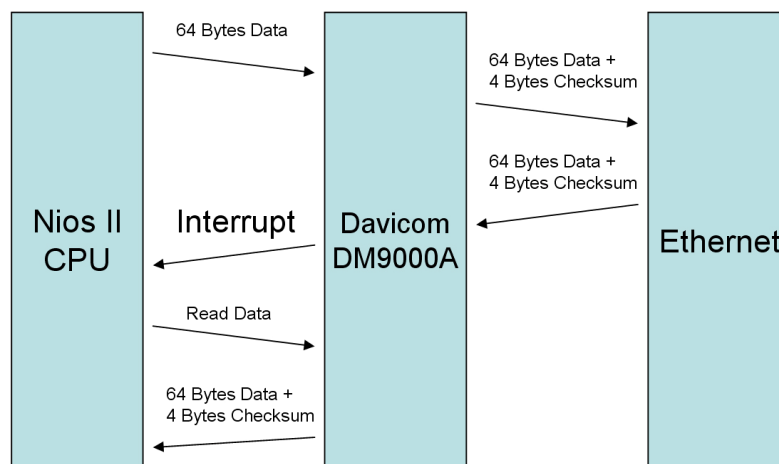 64 Bytes Data
64 Bytes Data +
4 Bytes Checksum
64 Bytes Data +
4 Bytes Checksum
Nios II
CPU
Interrupt
Davicom
DM9000A
Ethernet
Read Data
64 Bytes Data +
4 Bytes Checksum